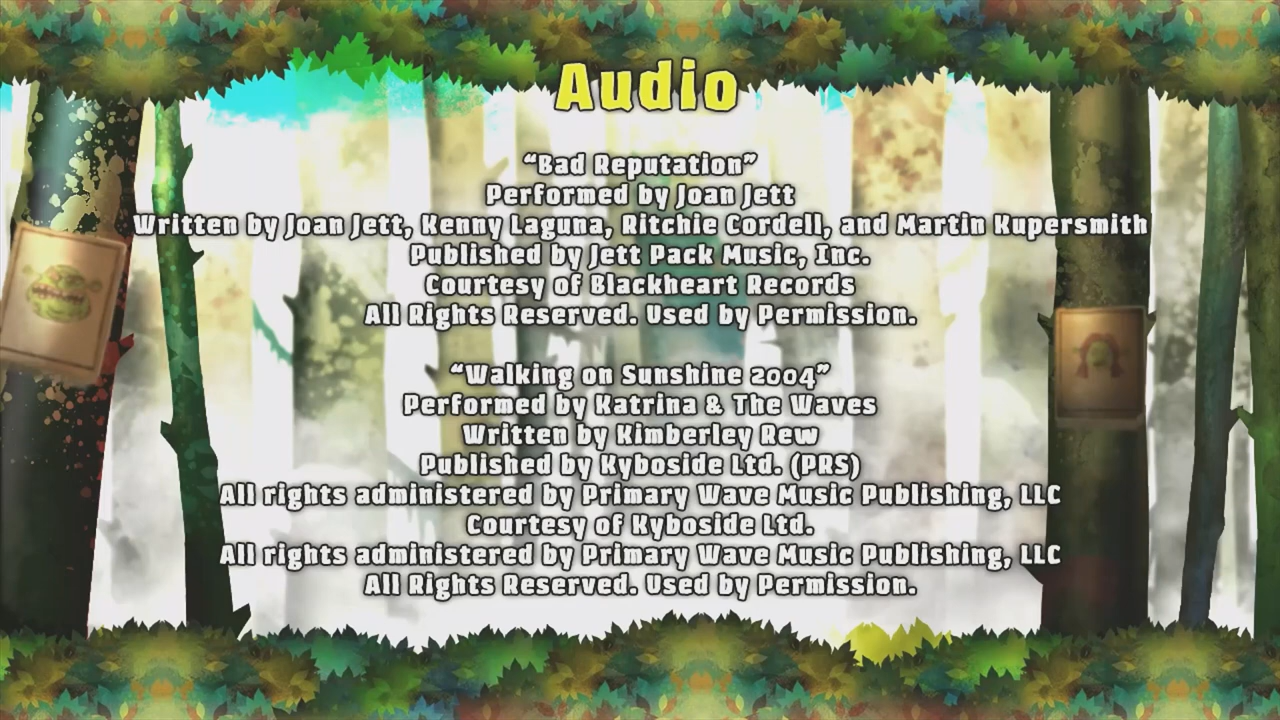 Audio
“Bad Reputation”
Performed by Joan Jett
Written by Joan Jett, Kenny Laguna, Ritchie Cordell, and Martin Kupersmith
Published by Jett Pack Music, Inc.
Courtesy of Blackheart Records
All Rights Reserved. Used by Permission.
“Walking on Sunshine 2004”
Performed by Katrina & The Waves
Written by Kimberley Rew
Published by Kyboside Ltd. (PRS)
All rights administered by Primary Wave Music Publishing, LLC
Courtesy of Kyboside Ltd.
All rights administered by Primary Wave Music Publishing, LLC
All Rights Reserved. Used by Permission.